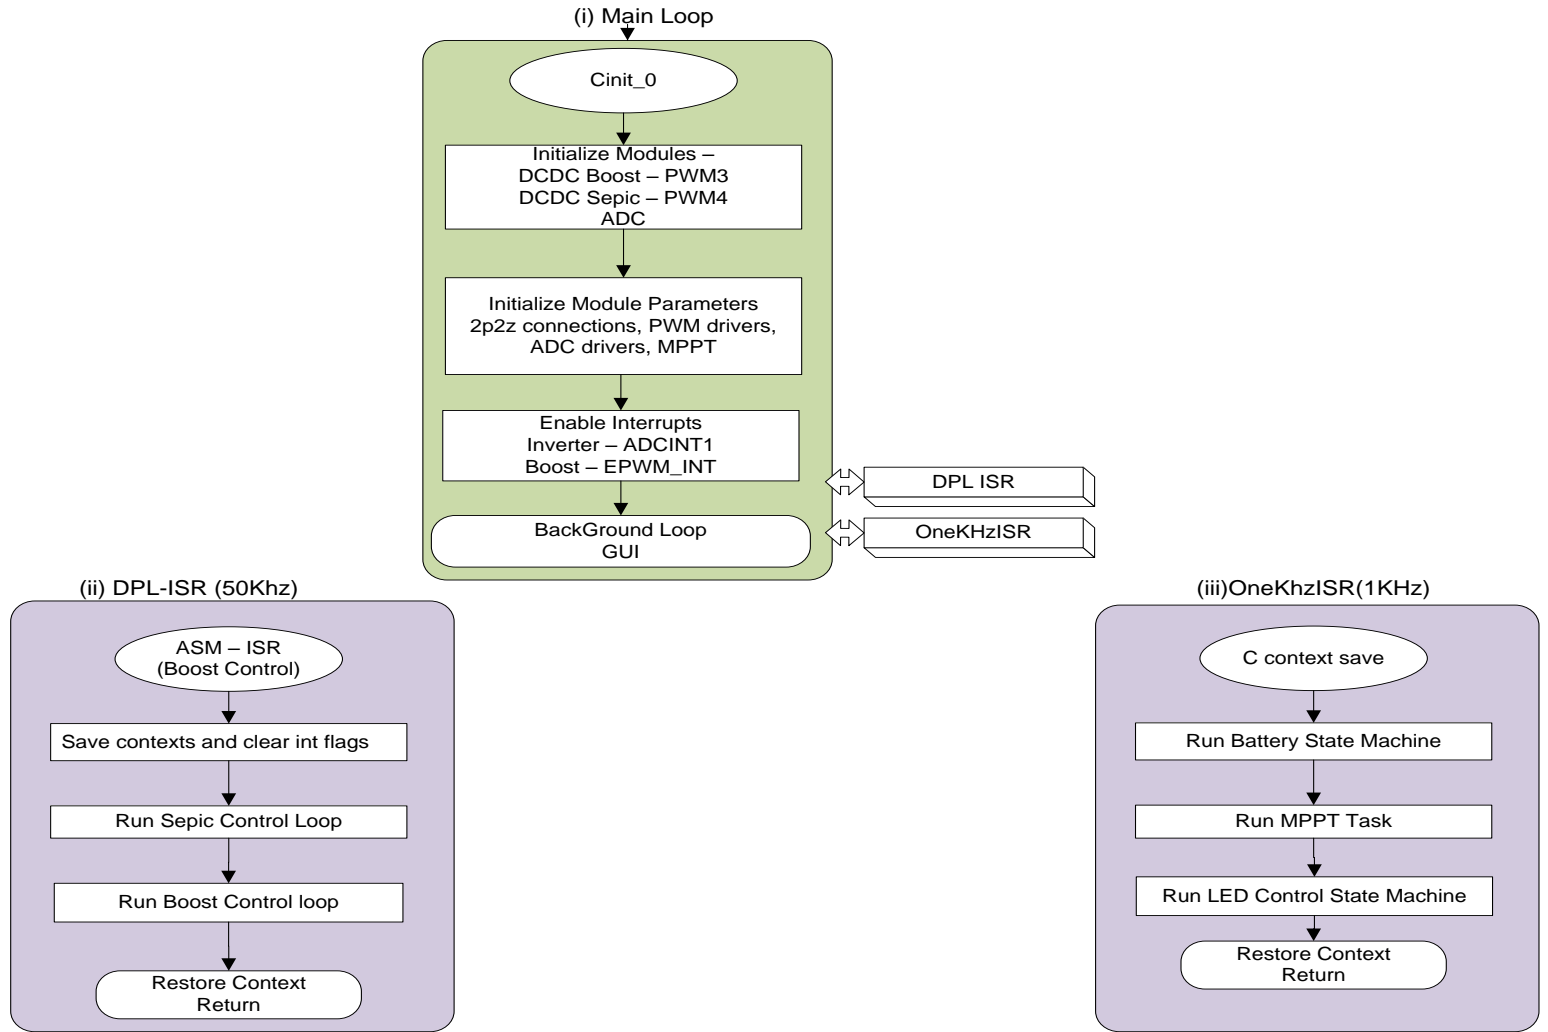 (i) Main Loop
Cinit_0
Initialize Modules –
DCDC Boost – PWM3
DCDC Sepic – PWM4
ADC
Initialize Module Parameters
2p2z connections, PWM drivers,
ADC drivers, MPPT
Enable Interrupts
Inverter – ADCINT1
Boost – EPWM_INT
BackGround Loop
GUI
DPL ISR
OneKHzISR
(ii) DPL-ISR (50Khz)
ASM – ISR
(Boost Control)
Save contexts and clear int flags
Run Sepic Control Loop
Run Boost Control loop
Restore Context
Return
(iii)OneKhzISR(1KHz)
C context save
Run Battery State Machine
Run MPPT Task
Run LED Control State Machine
Restore Context
Return